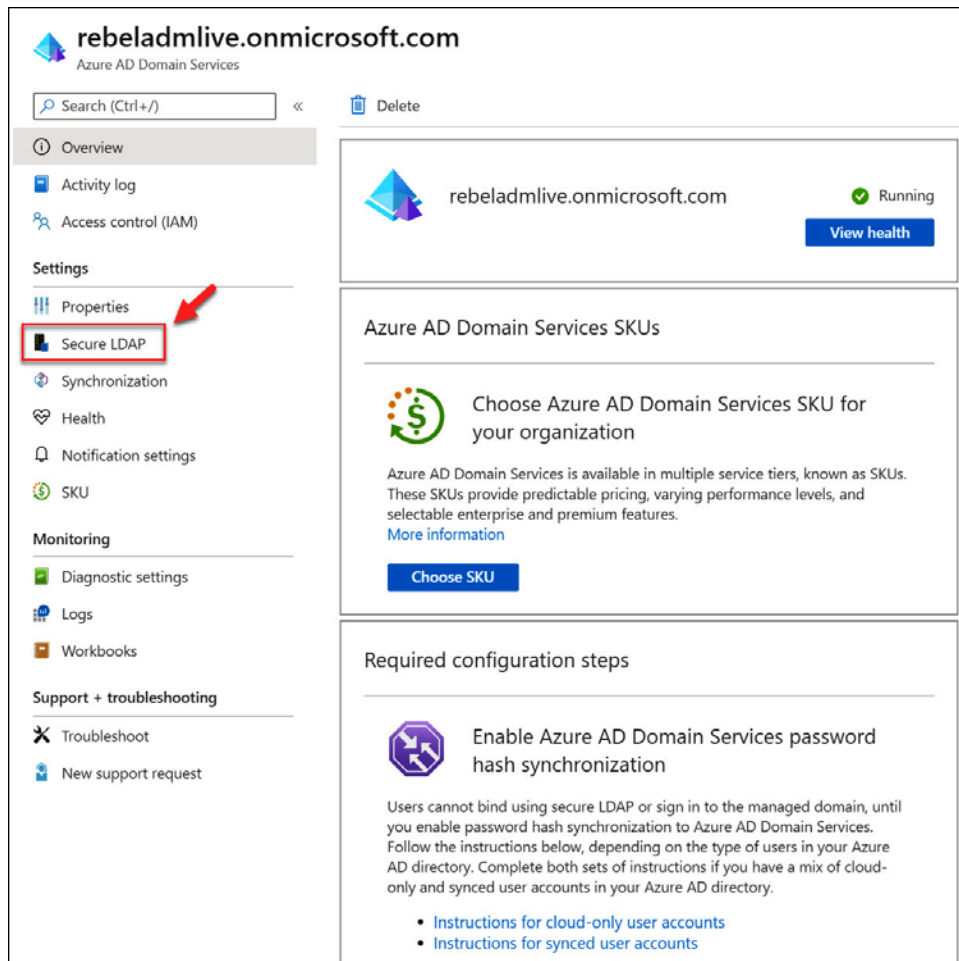 rebeladmlive.onmicrosoft.com
Azure AD Domain Services
Search (Ctrl+/)
«
Delete
Overview
Activity log
Access control (IAM)
Settings
Properties
Secure LDAP
Synchronization
Health
Notification settings
SKU
Monitoring
Diagnostic settings
Logs
Workbooks
Support + troubleshooting
Troubleshoot
New support request
rebeladmlive.onmicrosoft.com
Running
View health
Azure AD Domain Services SKUs
Choose Azure AD Domain Services SKU for
your organization
Azure AD Domain Services is available in multiple service tiers, known as SKUs.
These SKUs provide predictable pricing, varying performance levels, and
selectable enterprise and premium features.
More information
Choose SKU
Required configuration steps
Enable Azure AD Domain Services password
hash synchronization
Users cannot bind using secure LDAP or sign in to the managed domain, until
you enable password hash synchronization to Azure AD Domain Services.
Follow the instructions below, depending on the type of users in your Azure
AD directory. Complete both sets of instructions if you have a mix of cloud-
only and synced user accounts in your Azure AD directory.
• Instructions for cloud-only user accounts
• Instructions for synced user accounts